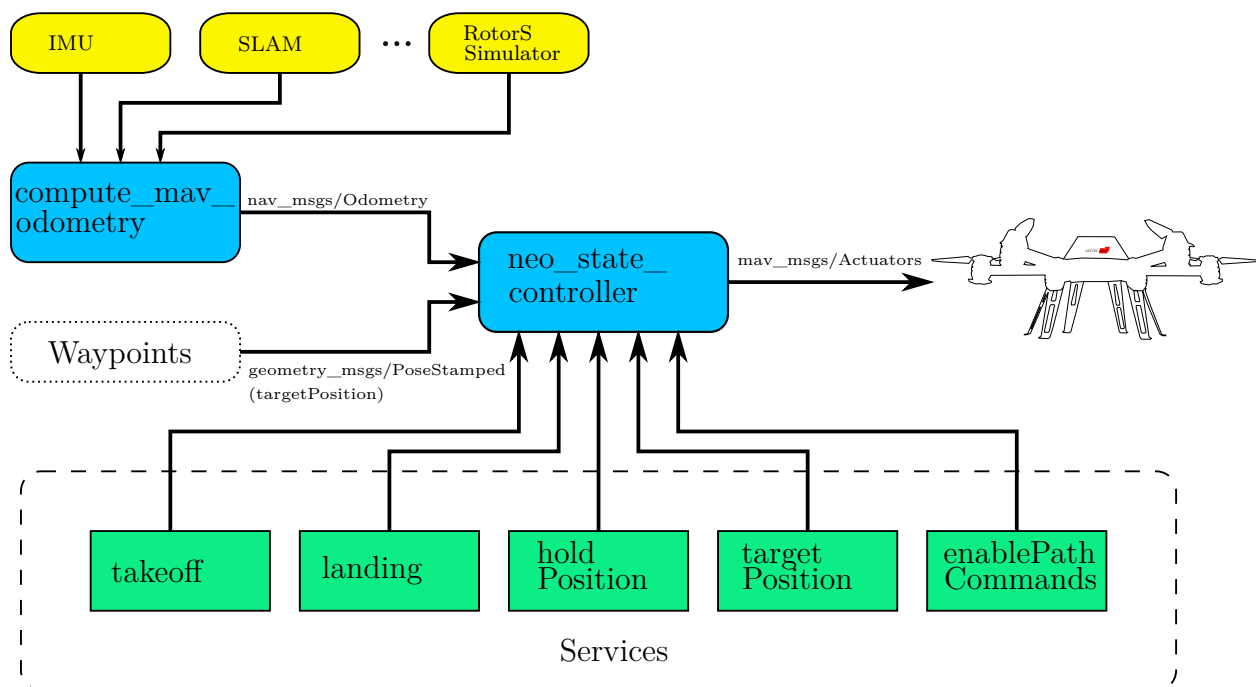 IMU
SLAM
...
RotorS
Simulator
compute_mav_
odometry
nav_msgs/Odometry
neo_state_
controller
mav_msgs/Actuators
Waypoints
geometry_msgs/PoseStamped
(targetPosition)
takeoff
landing
hold
Position
target
Position
enablePath
Commands
Services